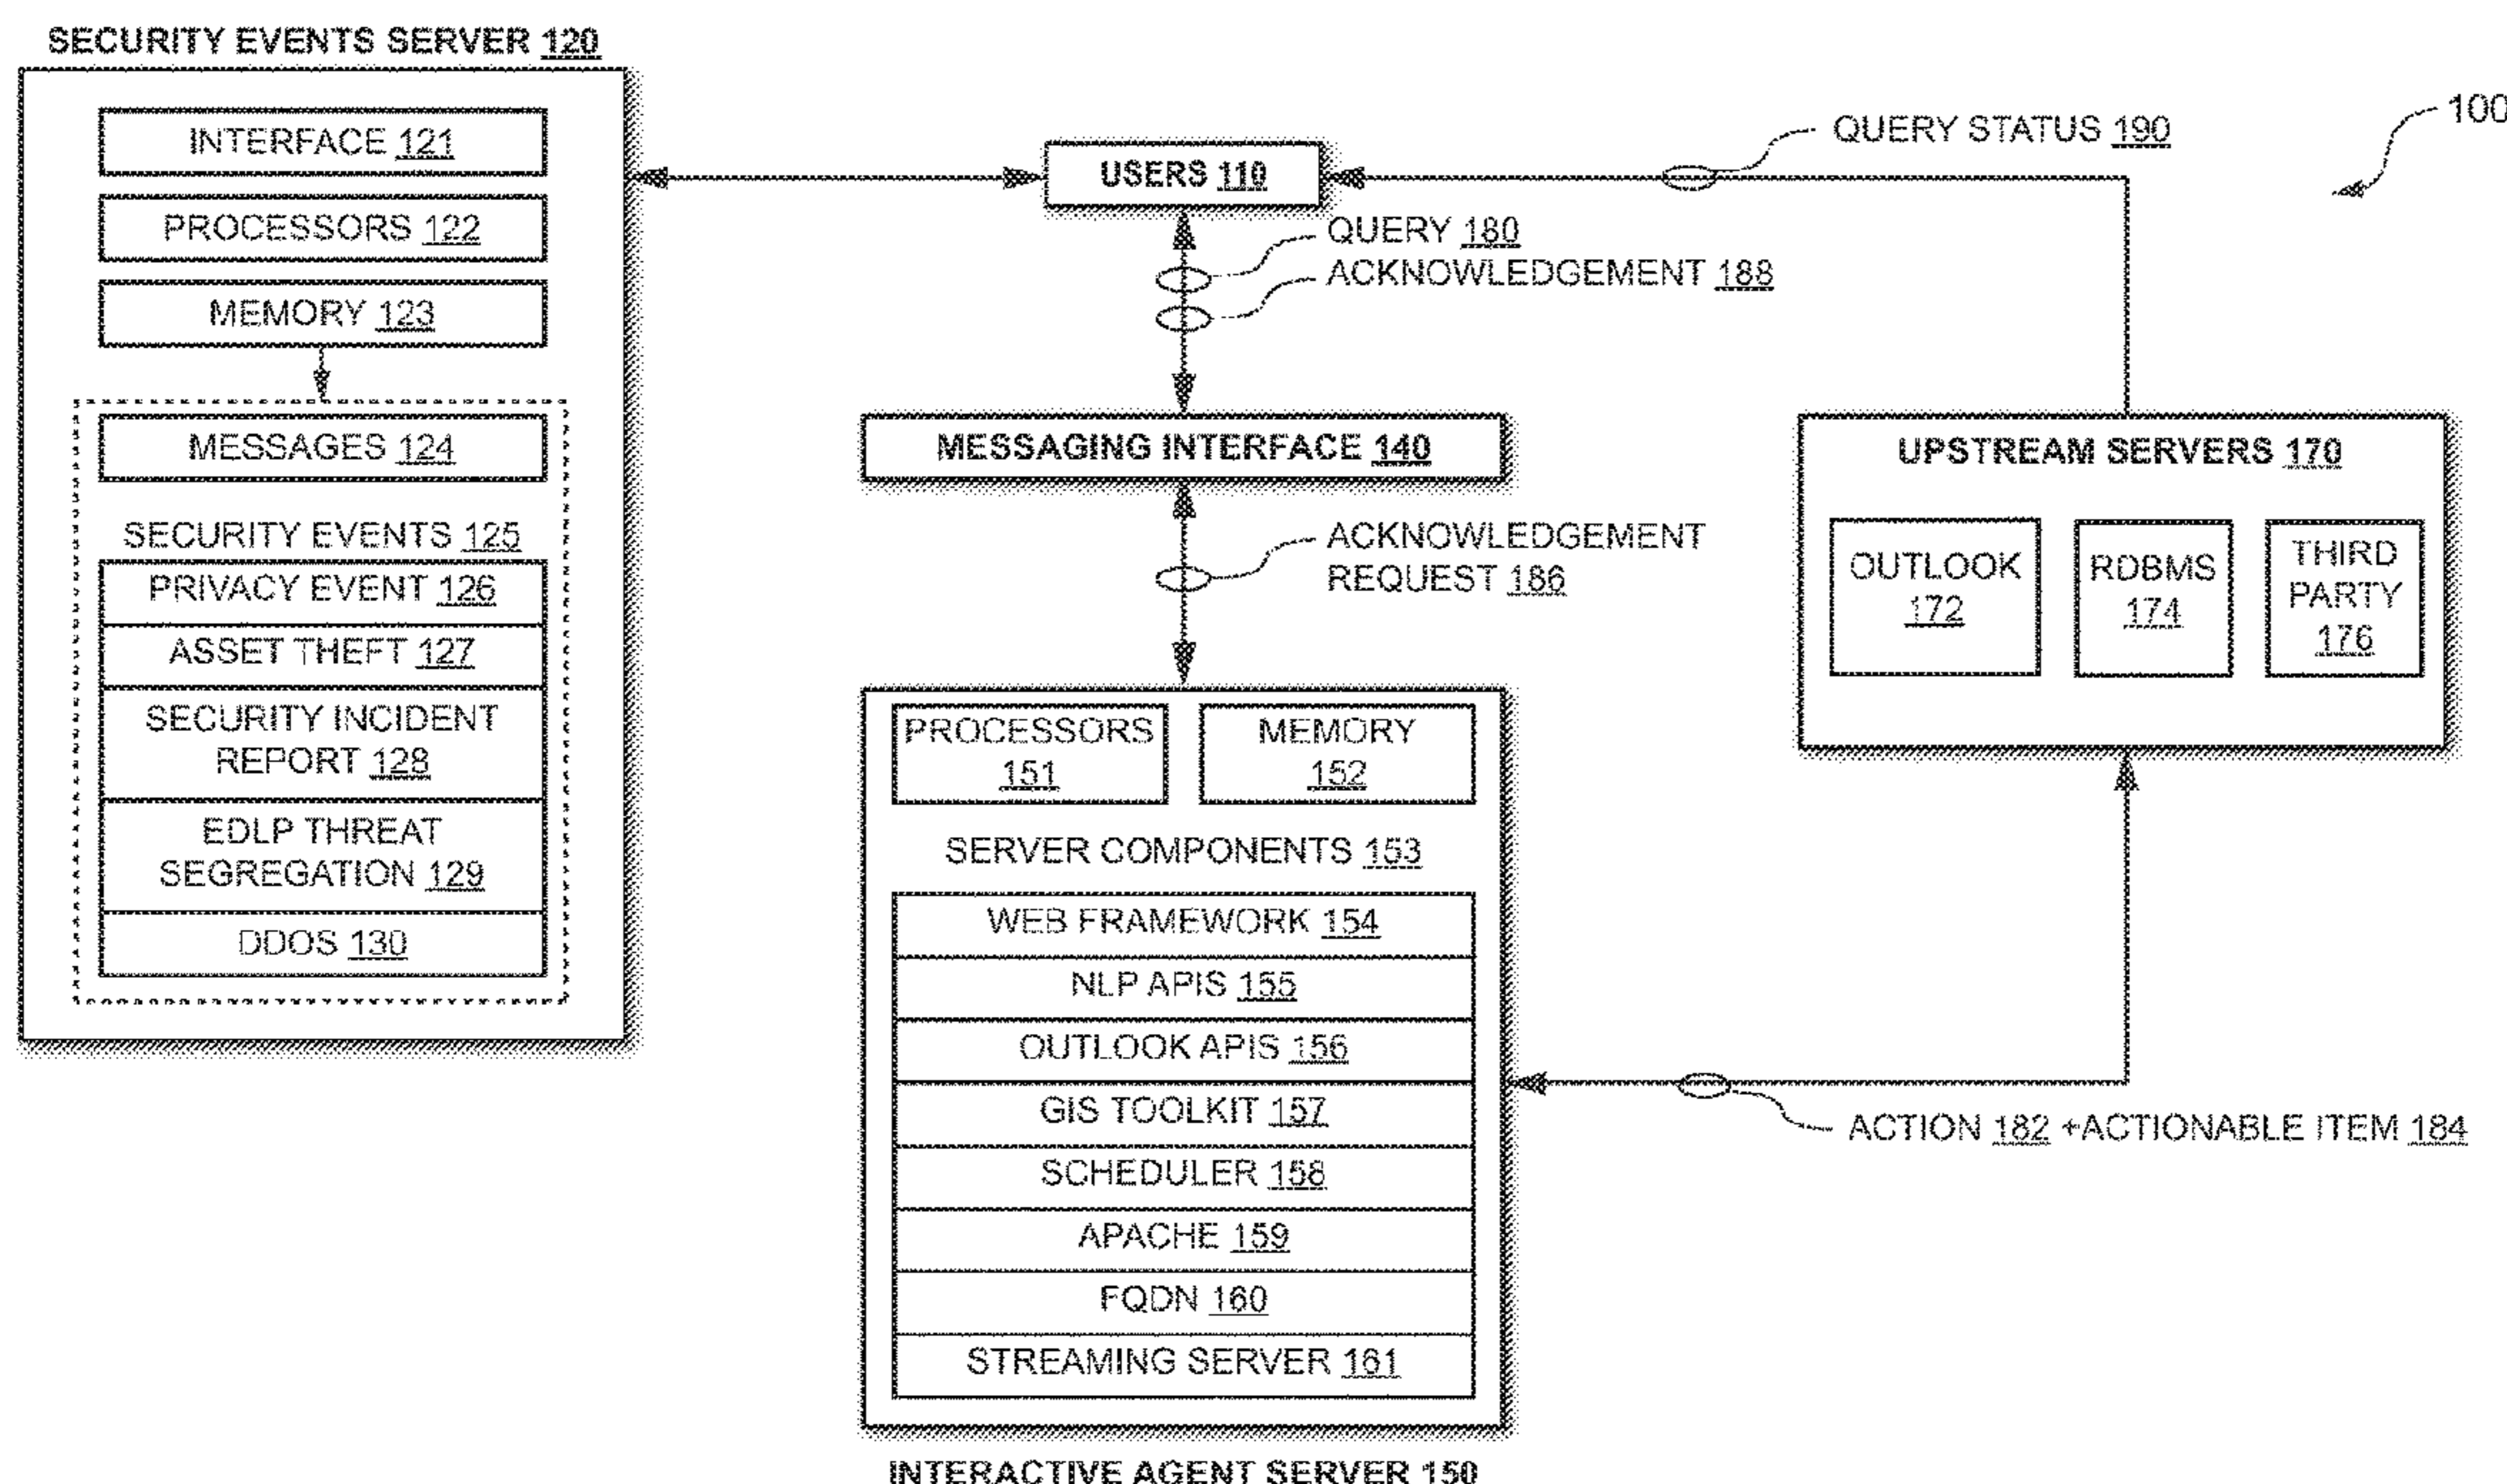 SECURITY EVENTS SERVER 120
INTERFACE 121
PROCESSORS 122
MEMORY 123
MESSAGES 124
SECURITY EVENTS 125
PRIVACY EVENT 126
ASSET THEFT 127
SECURITY INCIDENT
REPORT 128
EDLP THREAT
SEGREGATION 129
DDOS 130
USERS 110
QUERY STATUS 190
100
QUERY 180
ACKNOWLEDGEMENT 188
MESSAGING INTERFACE 140
ACKNOWLEDGEMENT
REQUEST 186
UPSTREAM SERVERS 170
OUTLOOK
172
RDBMS
174
THIRD
PARTY
176
PROCESSORS
151
MEMORY
152
SERVER COMPONENTS 153
WEB FRAMEWORK 154
NLP APIS 155
OUTLOOK APIS 156
GIS TOOLKIT 157
SCHEDULER 158
APACHE 159
FQDN 160
STREAMING SERVER 161
ACTION 182 +ACTIONABLE ITEM 184
INTERACTIVE AGENT SERVER 150